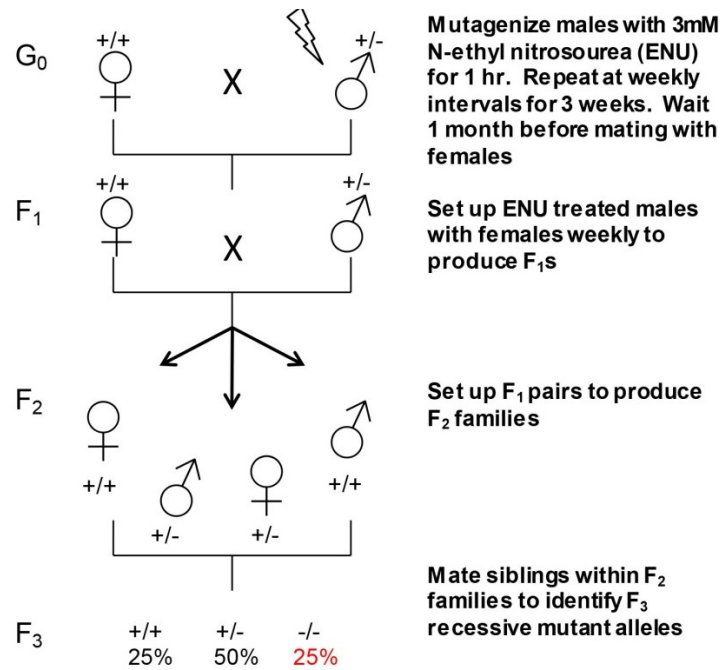 +/+
+/-
G₀
X
Mutagenize males with 3mM
N-ethyl nitrosourea (ENU)
for 1 hr. Repeat at weekly
intervals for 3 weeks. Wait
1 month before mating with
females
+/+
+/-
F₁
X
Set up ENU treated males
with females weekly to
produce F₁s
F₂
Set up F₁ pairs to produce
F₂ families
+/+
+/-
+/-
+/+
Mate siblings within F₂
families to identify F₃
recessive mutant alleles
F₃
+/+ +/- -/-
25% 50% 25%